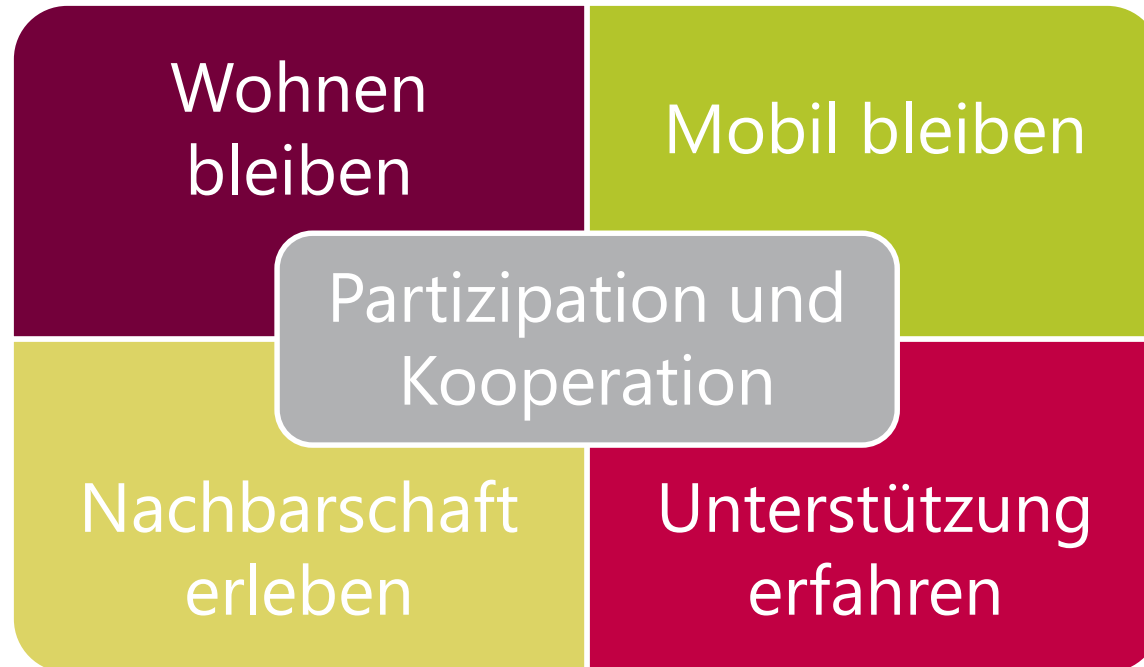 Wohnen
bleiben
Mobil bleiben
Partizipation und
Kooperation
Nachbarschaft
erleben
Unterstützung
erfahren